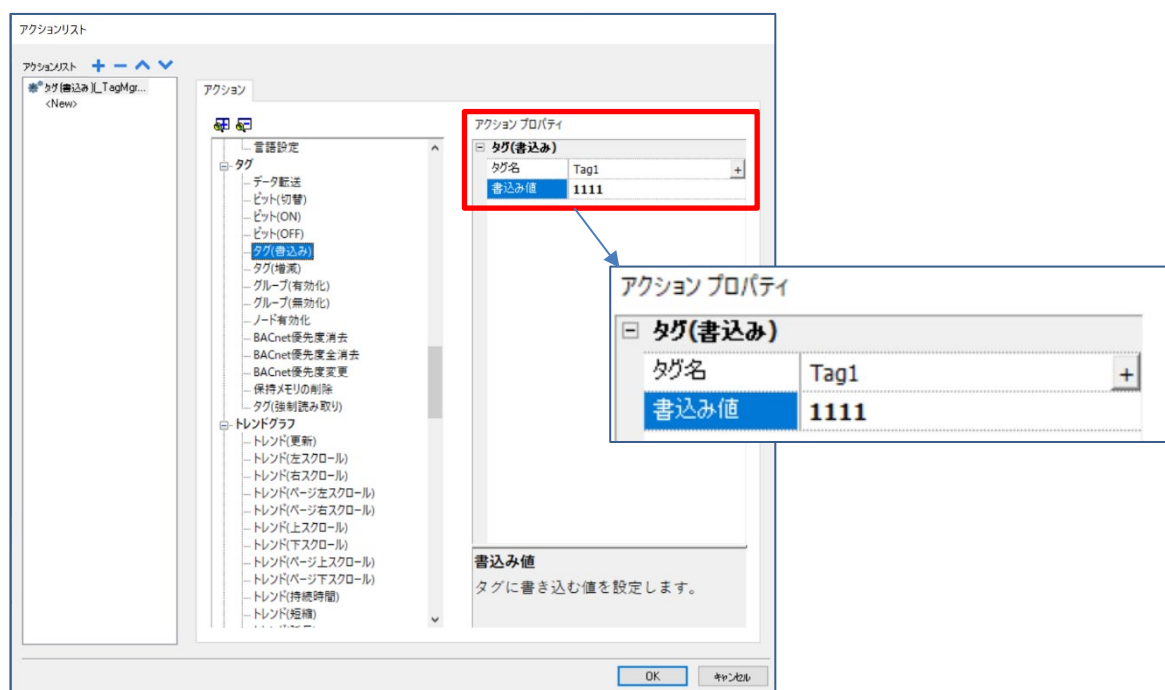 アクションリスト
アクションリスト
タグ(書込み)(_TagMgr...
<New>
アクション
言語設定
タグ
データ転送
ビット(切替)
ビット(ON)
ビット(OFF)
タグ(書込み)
タグ(増減)
グループ(有効化)
グループ(無効化)
ノード有効化
BACnet優先度消去
BACnet優先度全消去
BACnet優先度変更
保持メモリの削除
タグ(強制読み取り)
トレンドグラフ
トレンド(更新)
トレンド(左スクロール)
トレンド(右スクロール)
トレンド(ページ左スクロール)
トレンド(ページ右スクロール)
トレンド(上スクロール)
トレンド(下スクロール)
トレンド(ページ上スクロール)
トレンド(ページ下スクロール)
トレンド(持続時間)
トレンド(短縮)
アクション プロパティ
タグ(書込み)
タグ名 Tag1
書込み値 1111
アクション プロパティ
タグ(書込み)
タグ名 Tag1
書込み値 1111
書込み値
タグに書き込む値を設定します。
OK キャンセル